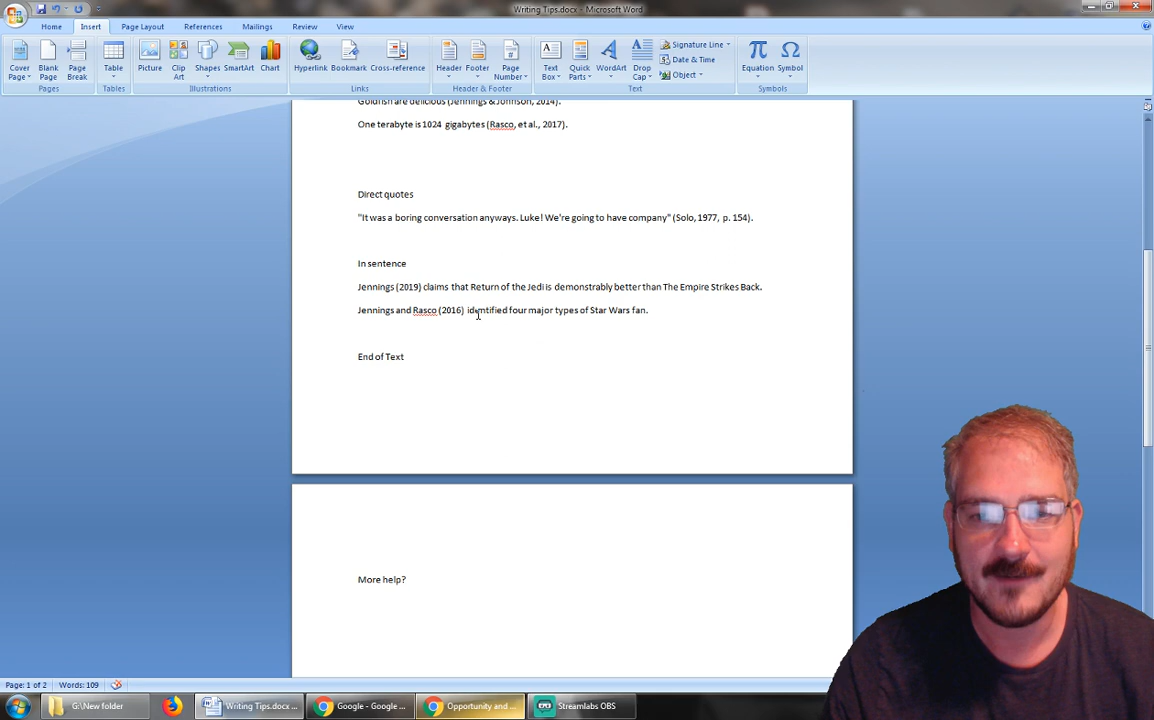 Writing Tips.docx - Microsoft Word
Home Insert Page Layout References Mailings Review View
Cover Page Blank Page Page Break Table Picture Clip Art Shapes SmartArt Chart Hyperlink Bookmark Cross-reference Header Footer Page Number Text Box Quick Parts WordArt Drop Cap Signature Line Date & Time Object Equation Symbol
Pages Tables Illustrations Links Header & Footer Text Symbols
Goldfish are delicious (Jennings & Johnson, 2014).
One terabyte is 1024 gigabytes (Rasco, et al., 2017).
Direct quotes
"It was a boring conversation anyways. Luke! We're going to have company" (Solo, 1977, p. 154).
In sentence
Jennings (2019) claims that Return of the Jedi is demonstrably better than The Empire Strikes Back.
Jennings and Rasco (2016) identified four major types of Star Wars fan.
End of Text
More help?
Page: 1 of 2 Words: 109
G:\New folder Writing Tips.docx ... Google - Google ... Opportunity and ... Streamlabs OBS